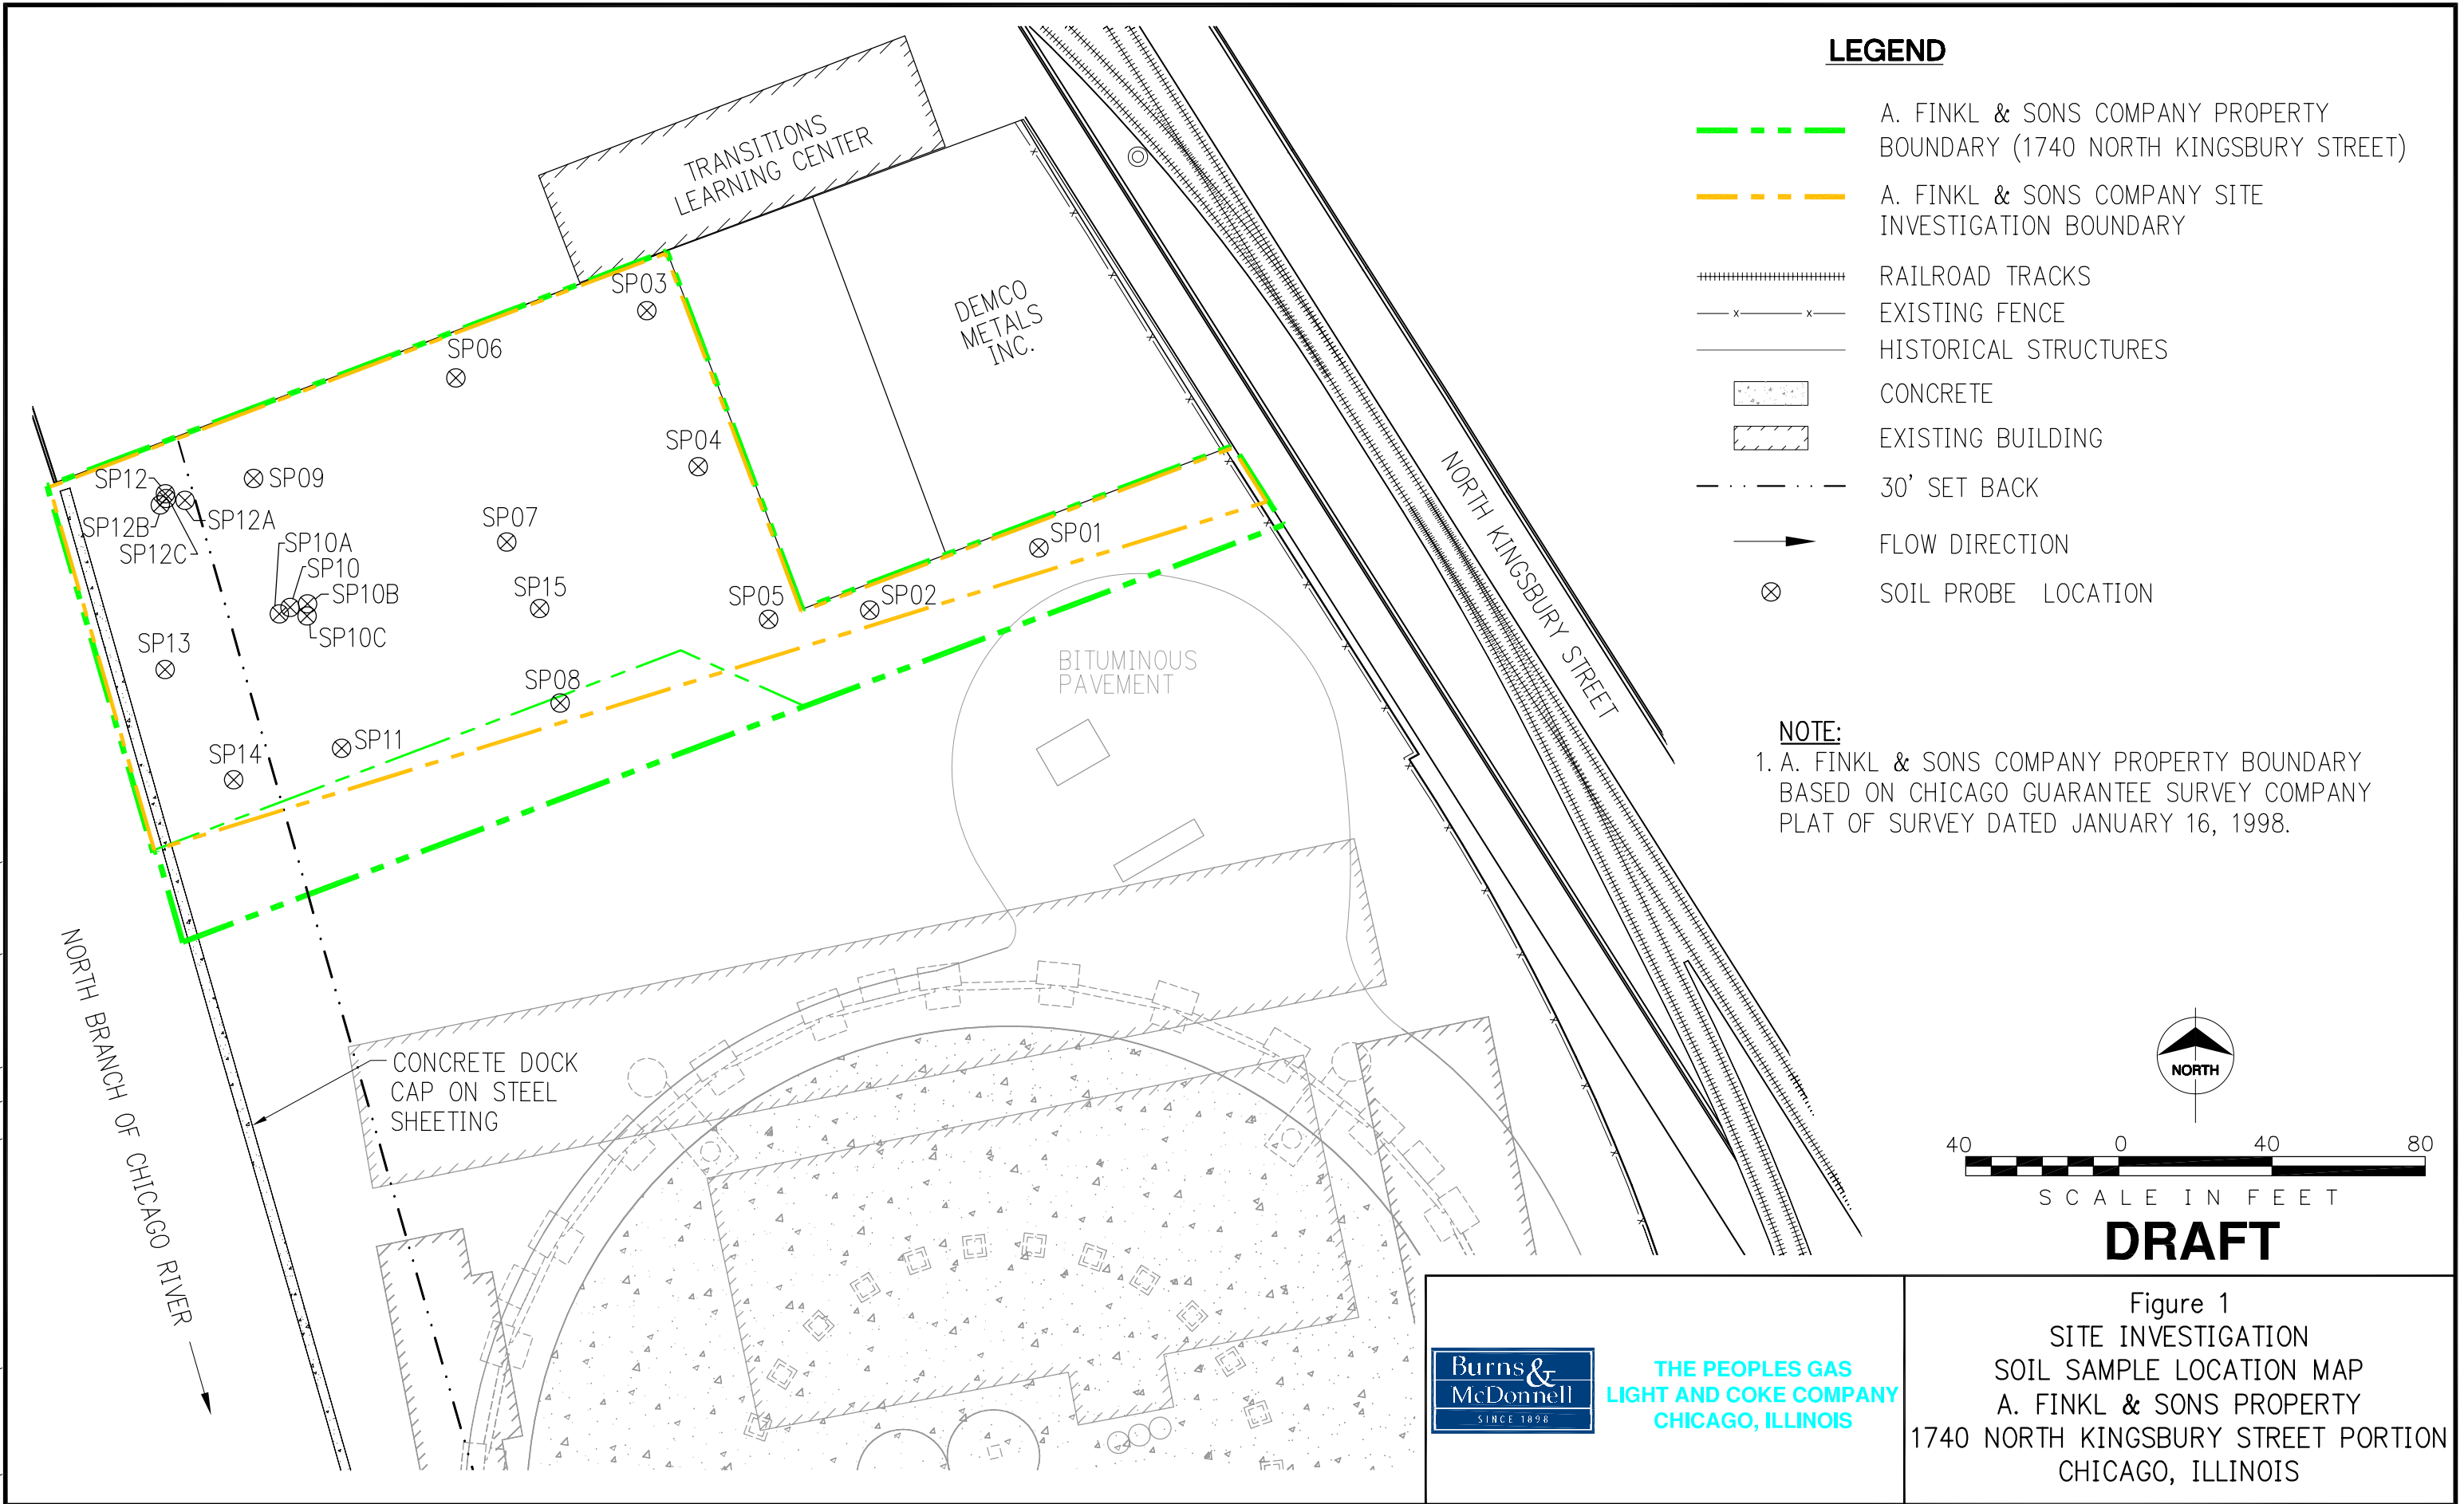 LEGEND
A. FINKL & SONS COMPANY PROPERTY
BOUNDARY (1740 NORTH KINGSBURY STREET)
A. FINKL & SONS COMPANY SITE
INVESTIGATION BOUNDARY
RAILROAD TRACKS
x x
EXISTING FENCE
HISTORICAL STRUCTURES
CONCRETE
EXISTING BUILDING
30' SET BACK
FLOW DIRECTION
SOIL PROBE LOCATION
NOTE:
1. A. FINKL & SONS COMPANY PROPERTY BOUNDARY
BASED ON CHICAGO GUARANTEE SURVEY COMPANY
PLAT OF SURVEY DATED JANUARY 16, 1998.
TRANSITIONS
LEARNING CENTER
DEMCO
METALS
INC.
SP03
SP06
SP04
SP12
SP09
SP12B
SP12A
SP12C
SP07
SP01
SP10A
SP10
SP10B
SP10C
SP15
SP05
SP02
SP13
SP08
SP11
SP14
BITUMINOUS
PAVEMENT
NORTH KINGSBURY STREET
NORTH BRANCH OF CHICAGO RIVER
CONCRETE DOCK
CAP ON STEEL
SHEETING
NORTH
40 0 40 80
SCALE IN FEET
DRAFT
Burns &
McDonnell
SINCE 1898
THE PEOPLES GAS
LIGHT AND COKE COMPANY
CHICAGO, ILLINOIS
Figure 1
SITE INVESTIGATION
SOIL SAMPLE LOCATION MAP
A. FINKL & SONS PROPERTY
1740 NORTH KINGSBURY STREET PORTION
CHICAGO, ILLINOIS